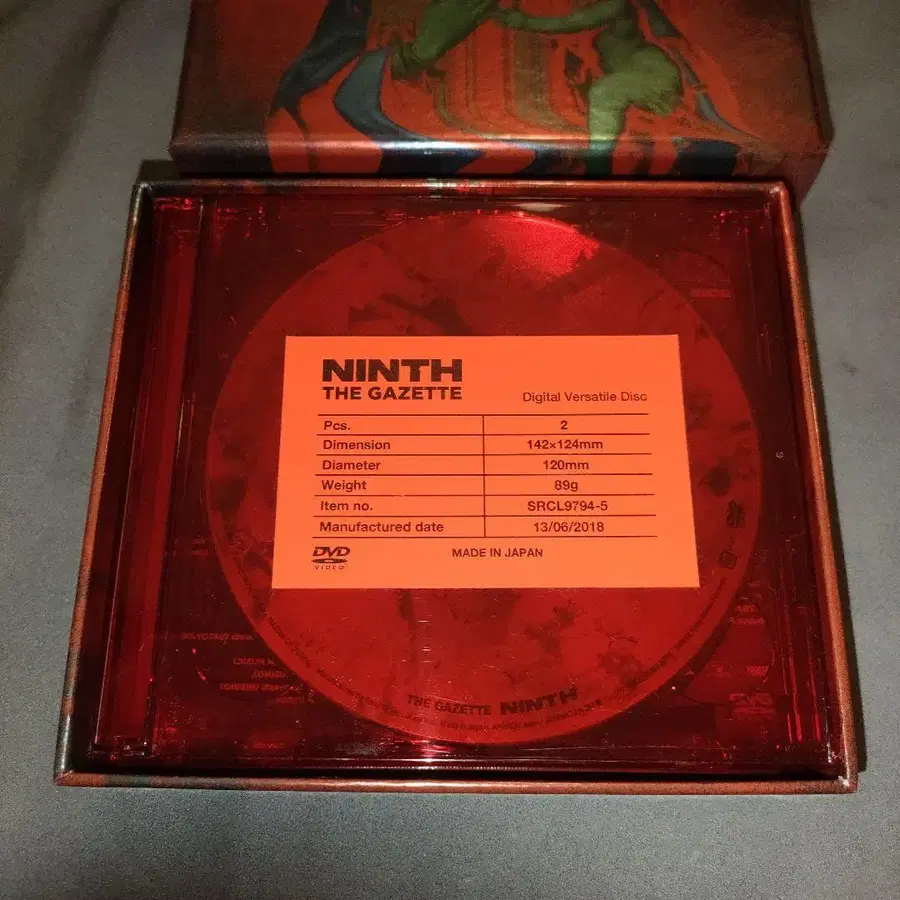 NINTH
THE GAZETTE
Digital Versatile Disc
Pcs. 2
Dimension 142×124mm
Diameter 120mm
Weight 89g
Item no. SRCL9794-5
Manufactured date 13/06/2018
DVD
VIDEO
MADE IN JAPAN
THE GAZETTE NINTH